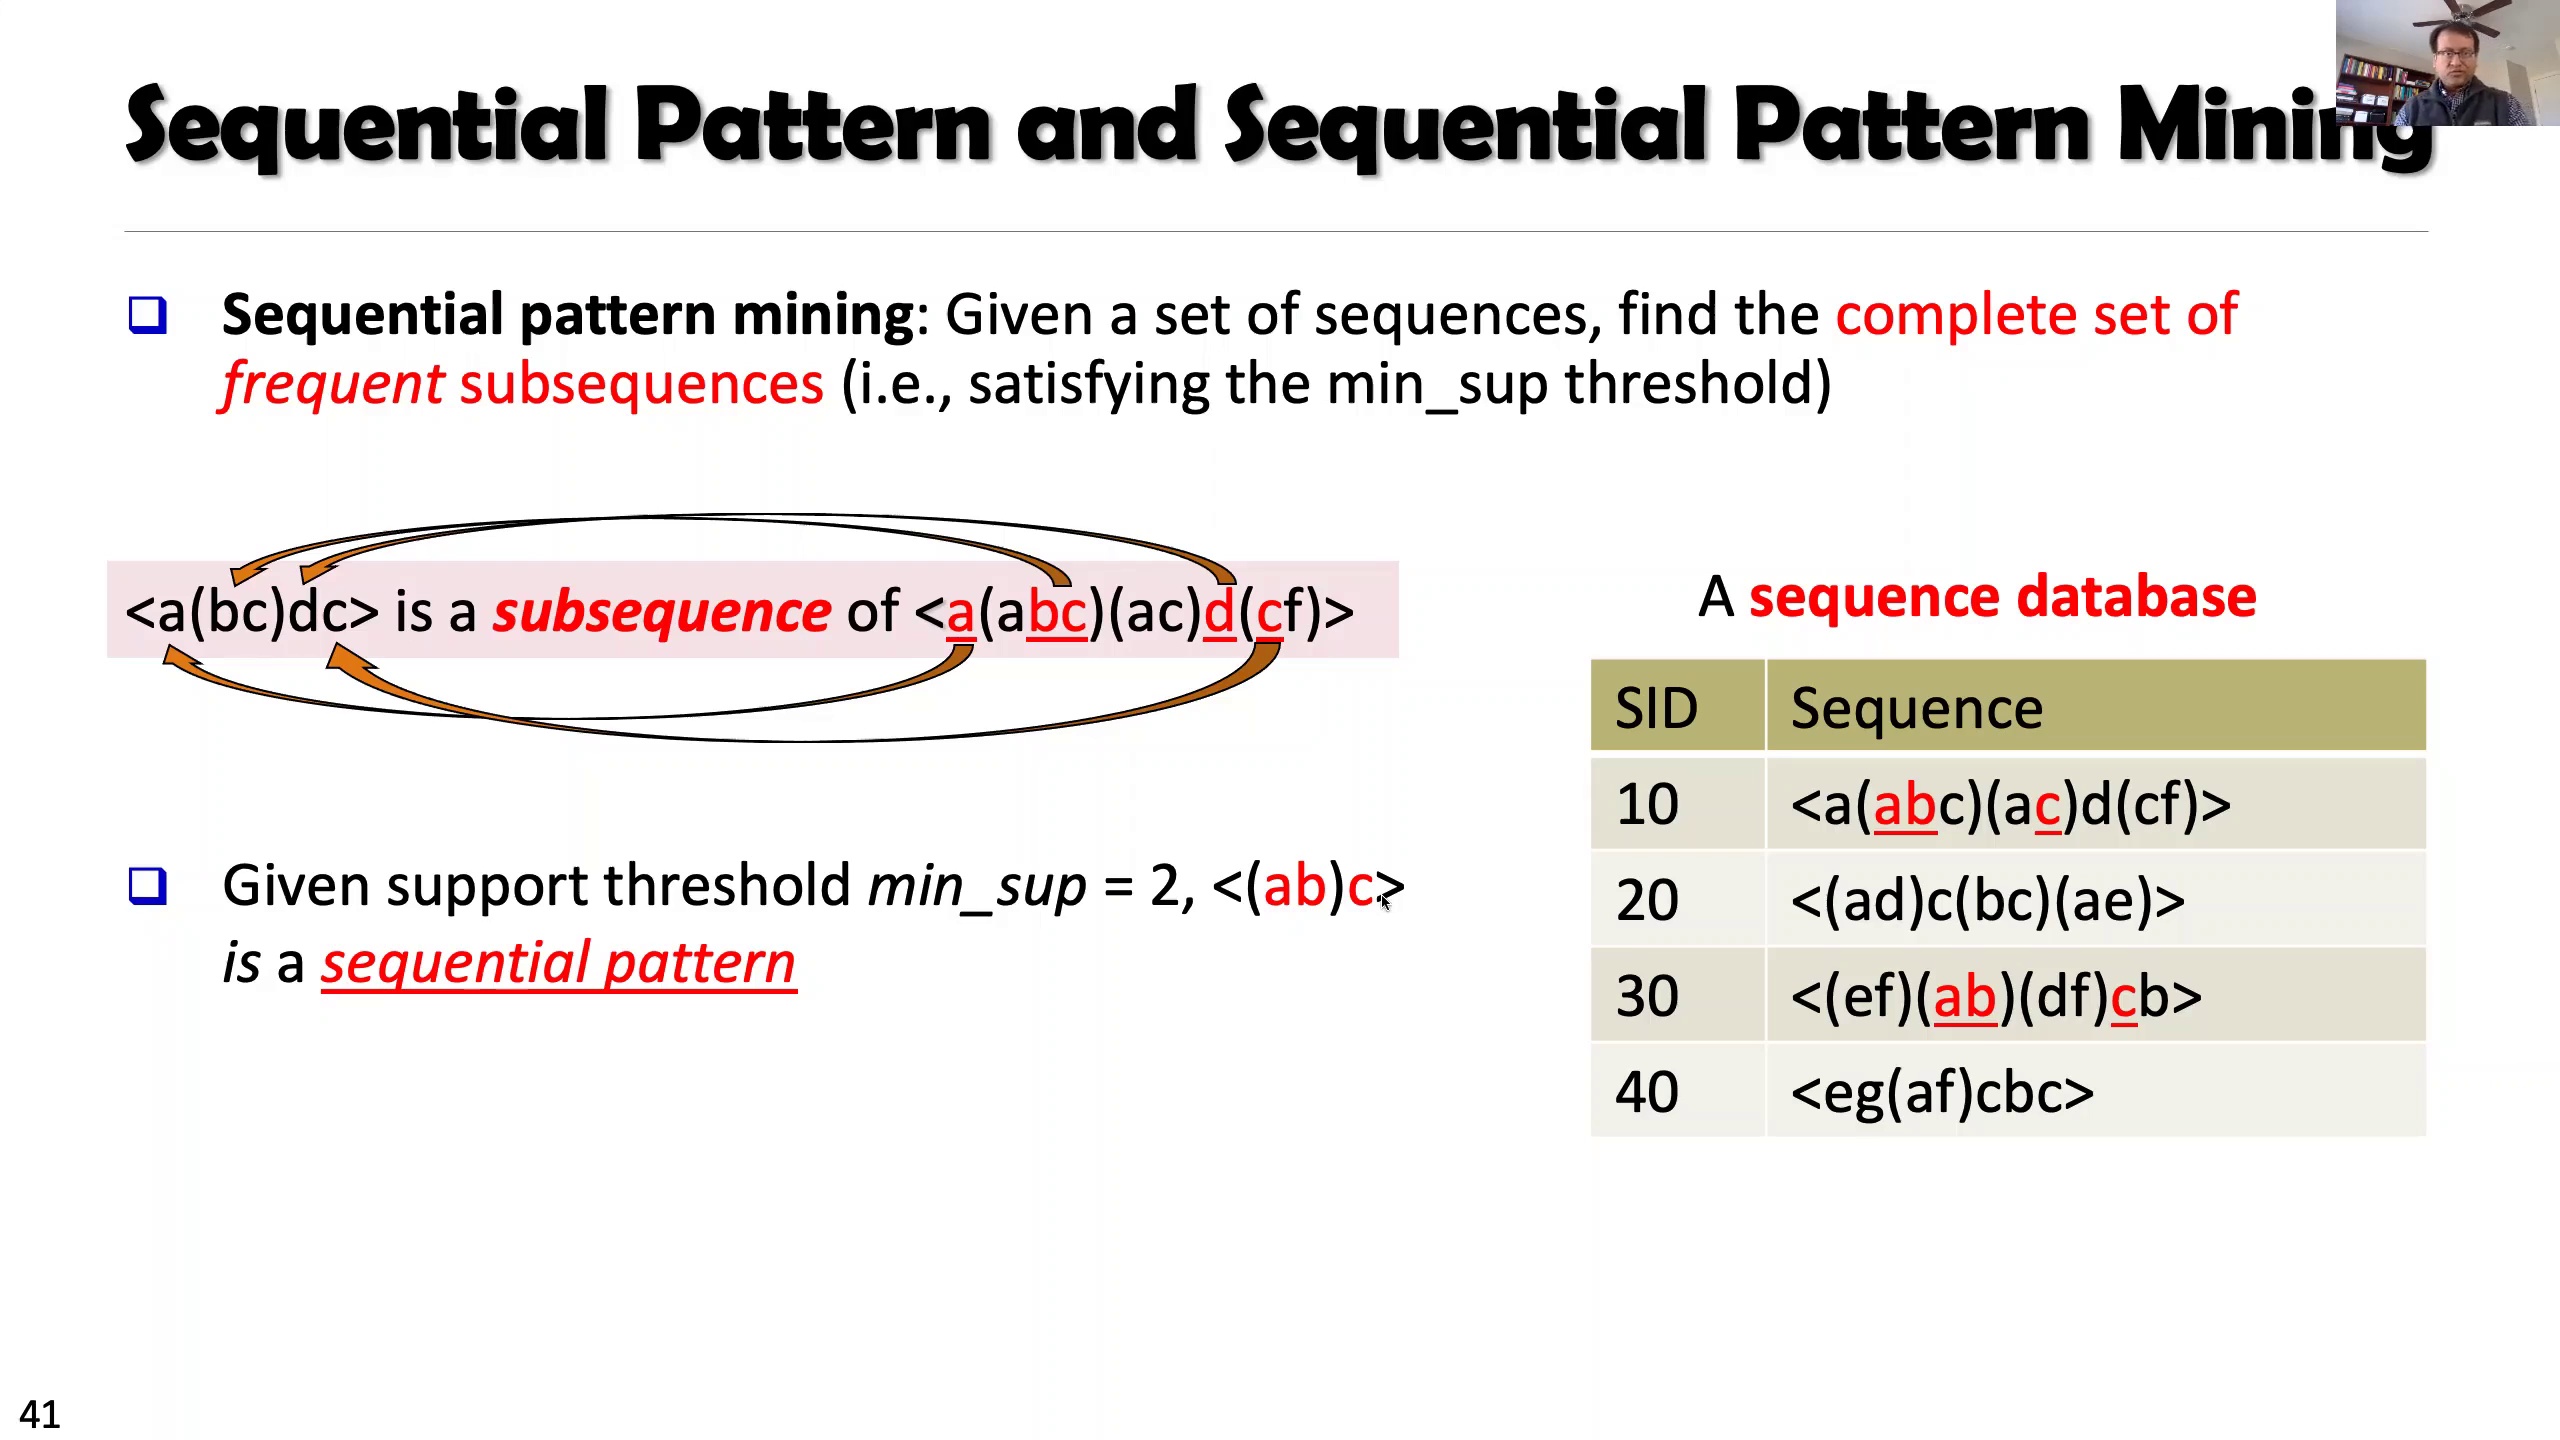 Sequential Pattern and Sequential Pattern Mining
Sequential pattern mining: Given a set of sequences, find the complete set of
frequent subsequences (i.e., satisfying the min_sup threshold)
<a(bc)dc> is a subsequence of <a(abc)(ac)d(cf)>
Given support threshold min_sup = 2, <(ab)c>
is a sequential pattern
A sequence database
SID Sequence
10 <a(abc)(ac)d(cf)>
20 <(ad)c(bc)(ae)>
30 <(ef)(ab)(df)cb>
40 <eg(af)cbc>
41